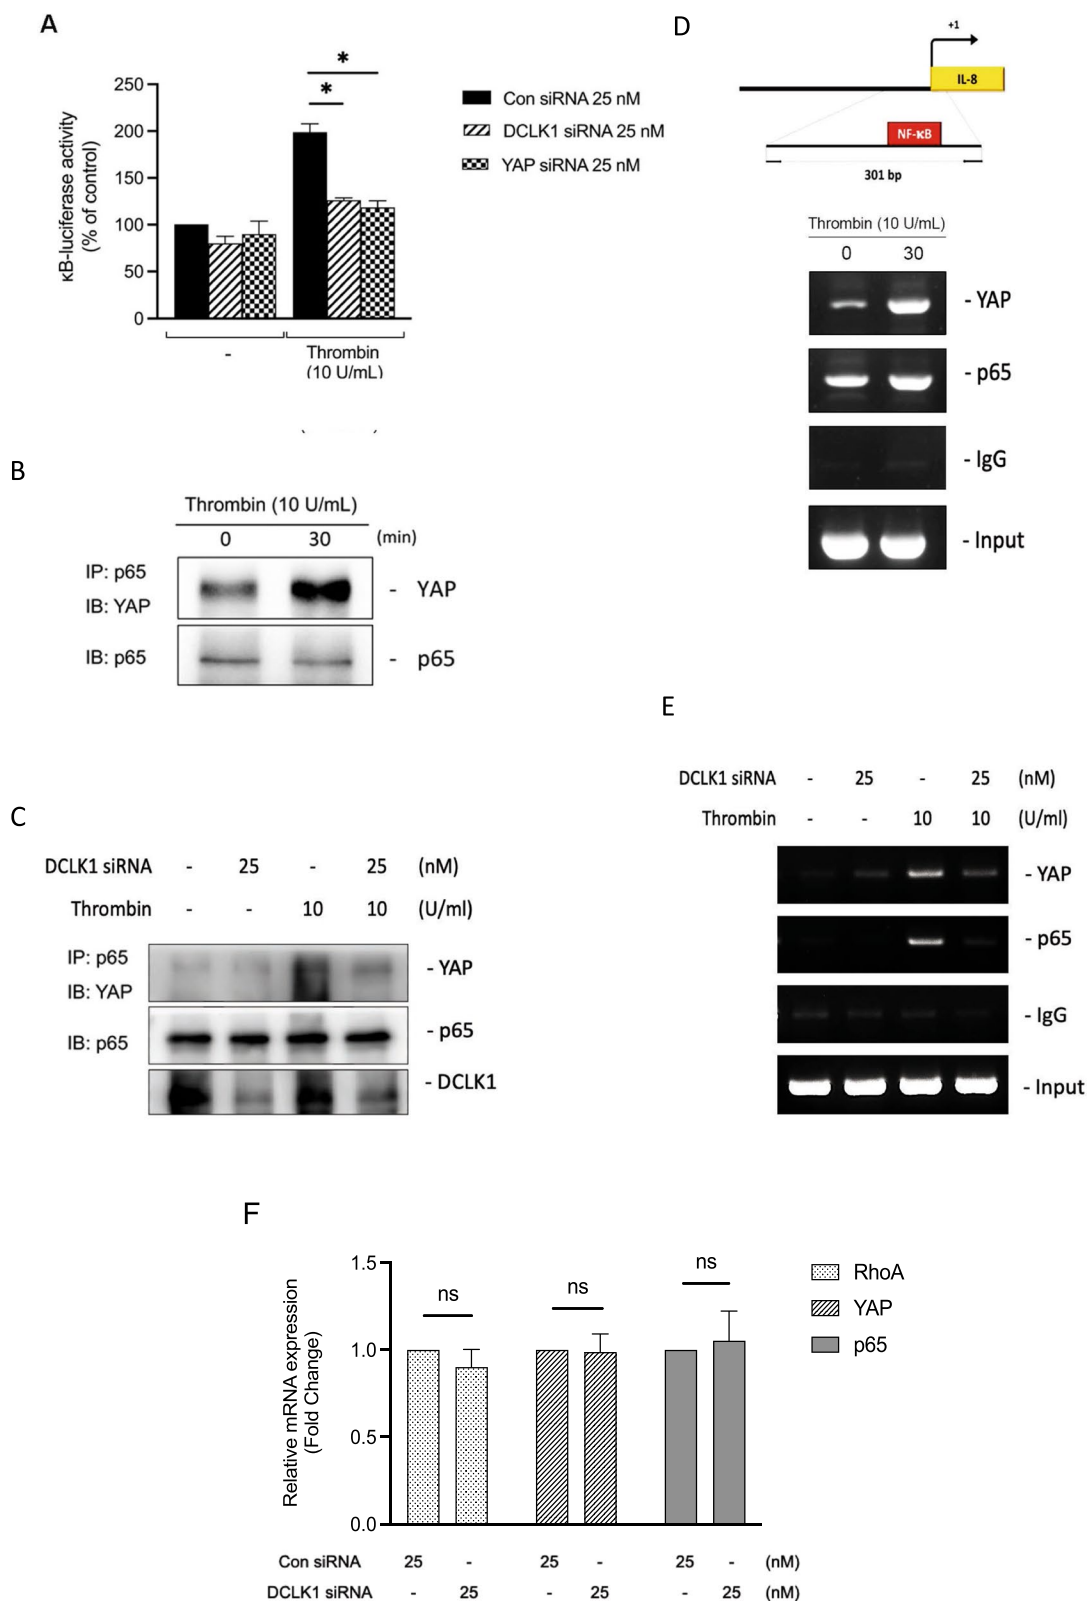 A
250
200
150
100
50
0
κB-luciferase activity
(% of control)
*
*
Con siRNA 25 nM
DCLK1 siRNA 25 nM
YAP siRNA 25 nM
-
Thrombin
(10 U/mL)
B
Thrombin (10 U/mL)
0 30 (min)
IP: p65
IB: YAP
- YAP
IB: p65 - p65
C
DCLK1 siRNA - 25 - 25 (nM)
Thrombin - - 10 10 (U/ml)
IP: p65
IB: YAP
- YAP
IB: p65 - p65
- DCLK1
D
+1
IL-8
NF-κB
301 bp
Thrombin (10 U/mL)
0 30
- YAP
- p65
- IgG
- Input
E
DCLK1 siRNA - 25 - 25 (nM)
Thrombin - - 10 10 (U/ml)
- YAP
- p65
- IgG
- Input
F
1.5
1.0
0.5
0.0
Relative mRNA expression
(Fold Change)
ns
ns
ns
RhoA
YAP
p65
Con siRNA 25 - 25 - 25 - (nM)
DCLK1 siRNA - 25 - 25 - 25 (nM)